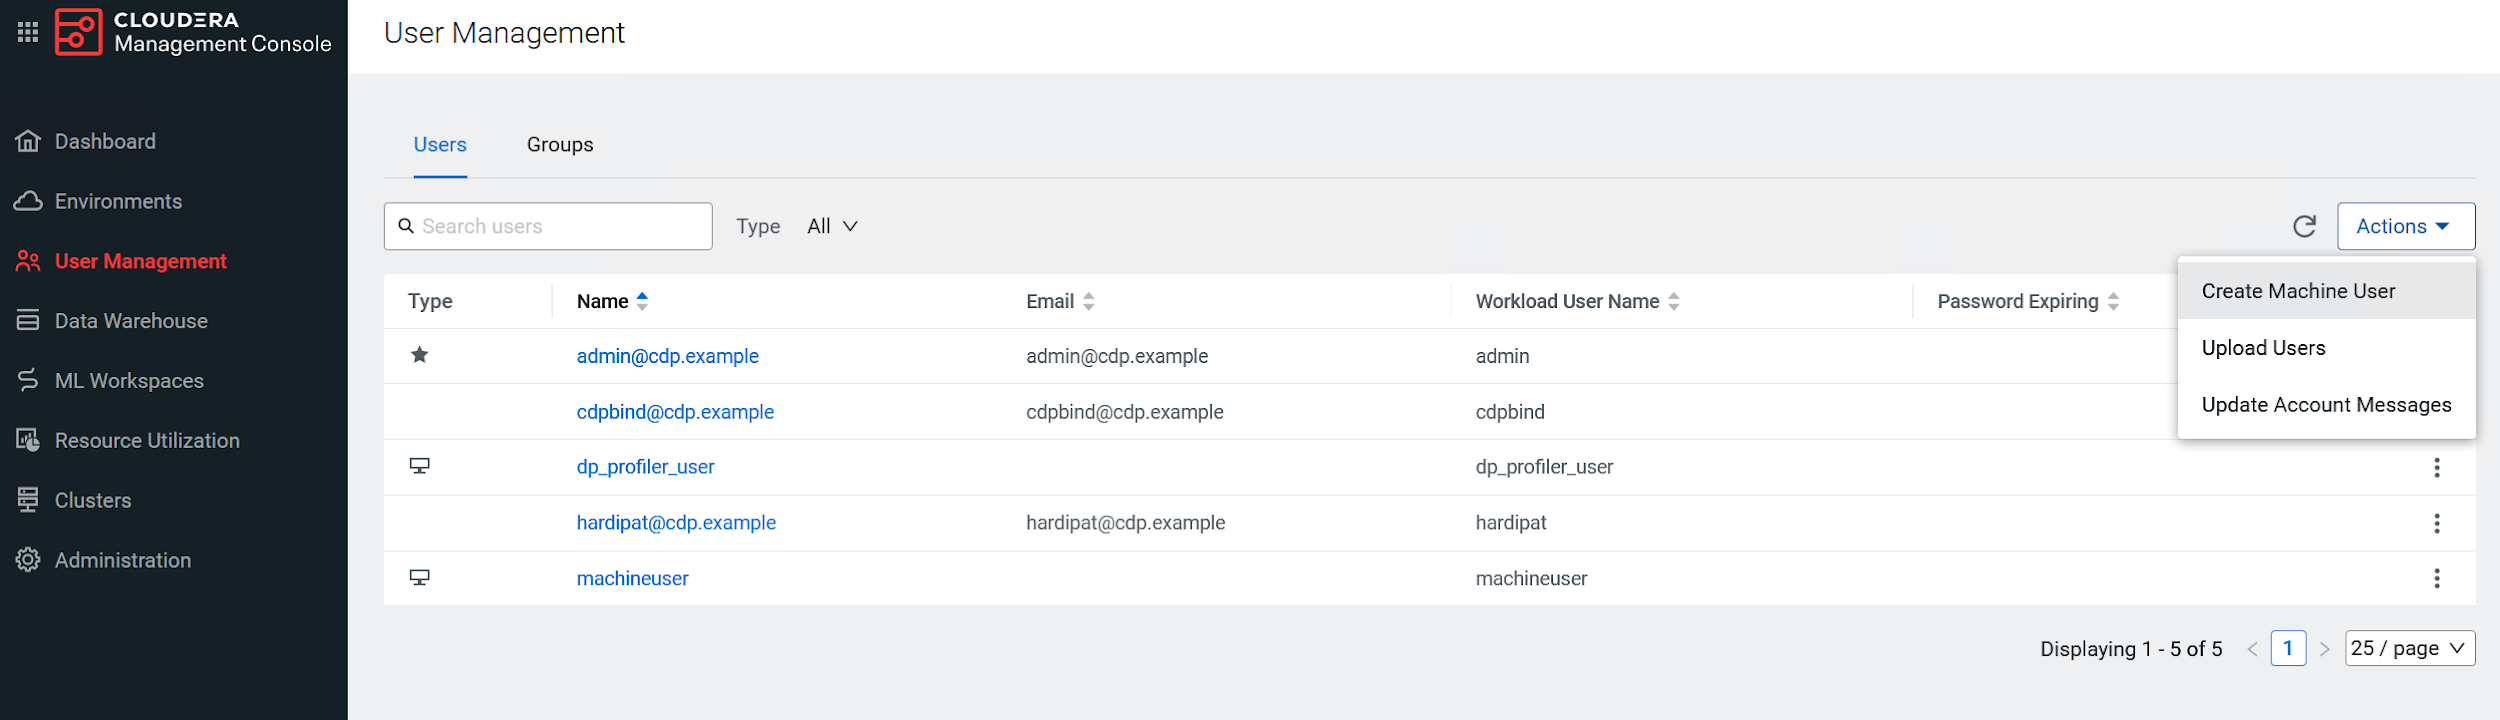 CLOUDERA
Management Console
User Management
Dashboard
Environments
User Management
Data Warehouse
ML Workspaces
Resource Utilization
Clusters
Administration
Users Groups
Search users Type All Actions
Create Machine User
Upload Users
Update Account Messages
Type Name Email Workload User Name Password Expiring
admin@cdp.example admin@cdp.example admin
cdpbind@cdp.example cdpbind@cdp.example cdpbind
dp_profiler_user dp_profiler_user
hardipat@cdp.example hardipat@cdp.example hardipat
machineuser machineuser
Displaying 1 - 5 of 5 < 1 > 25 / page